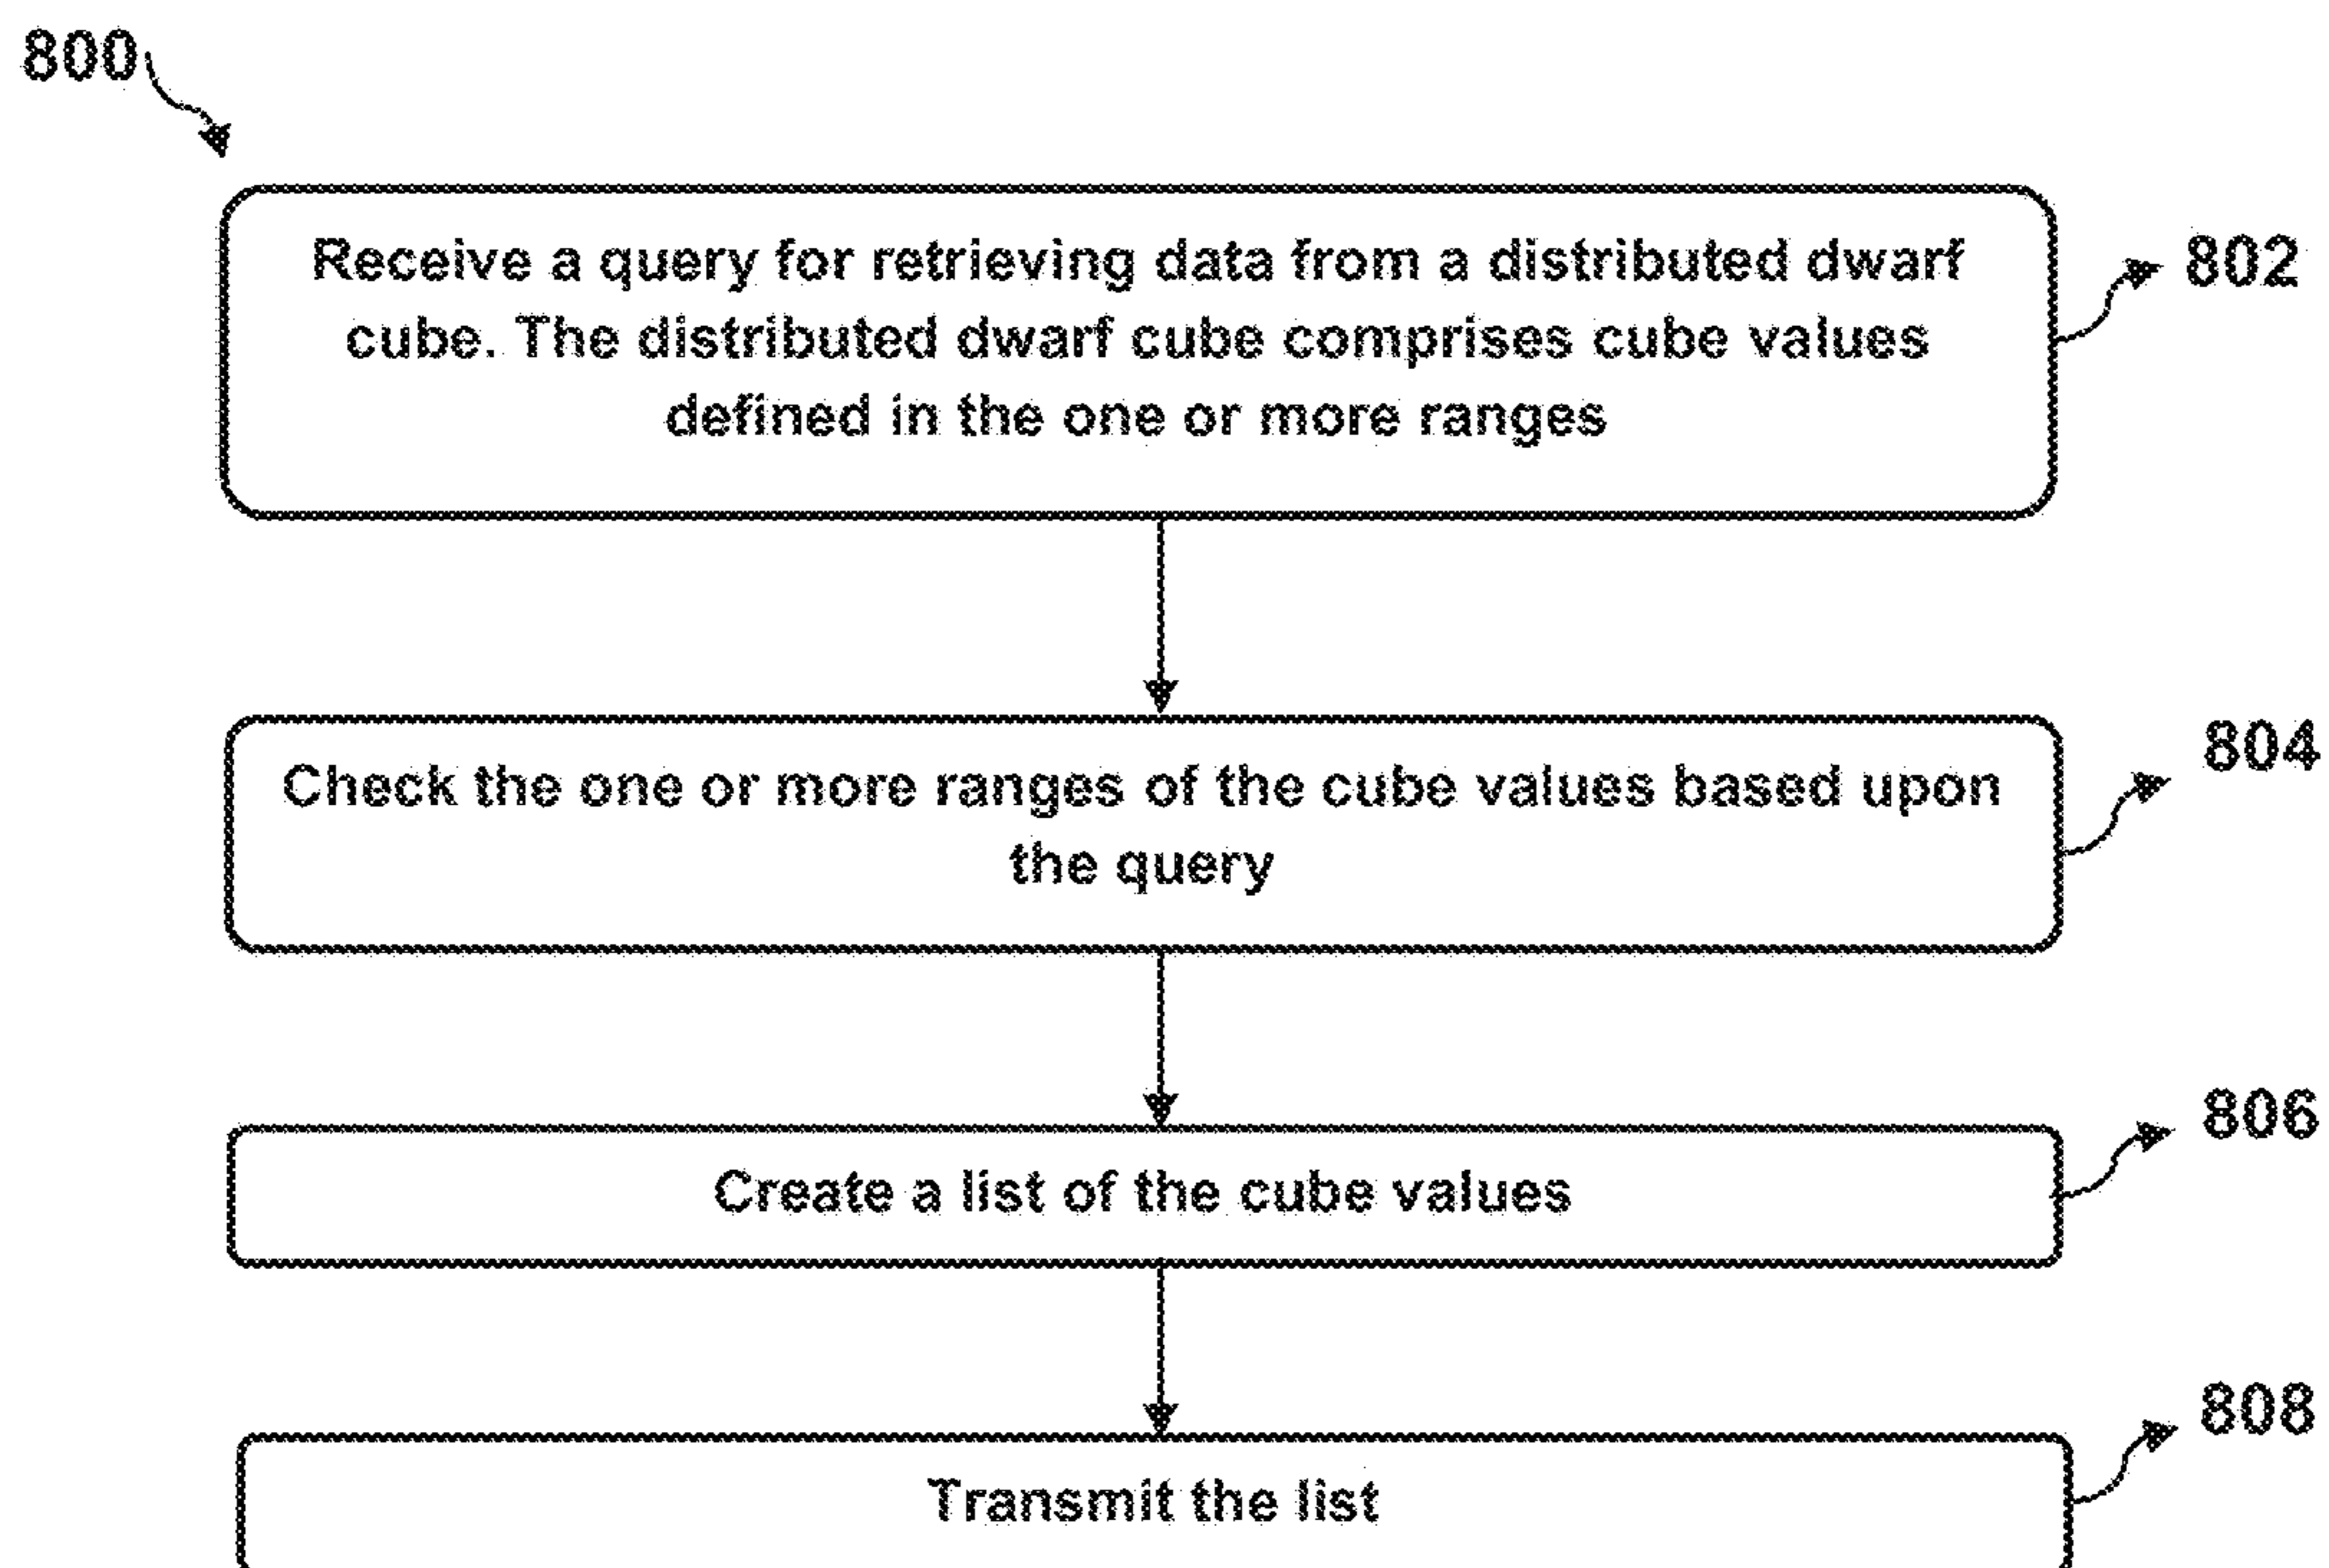 800
Receive a query for retrieving data from a distributed dwarf
cube. The distributed dwarf cube comprises cube values
defined in the one or more ranges
802
Check the one or more ranges of the cube values based upon
the query
804
Create a list of the cube values
806
Transmit the list
808